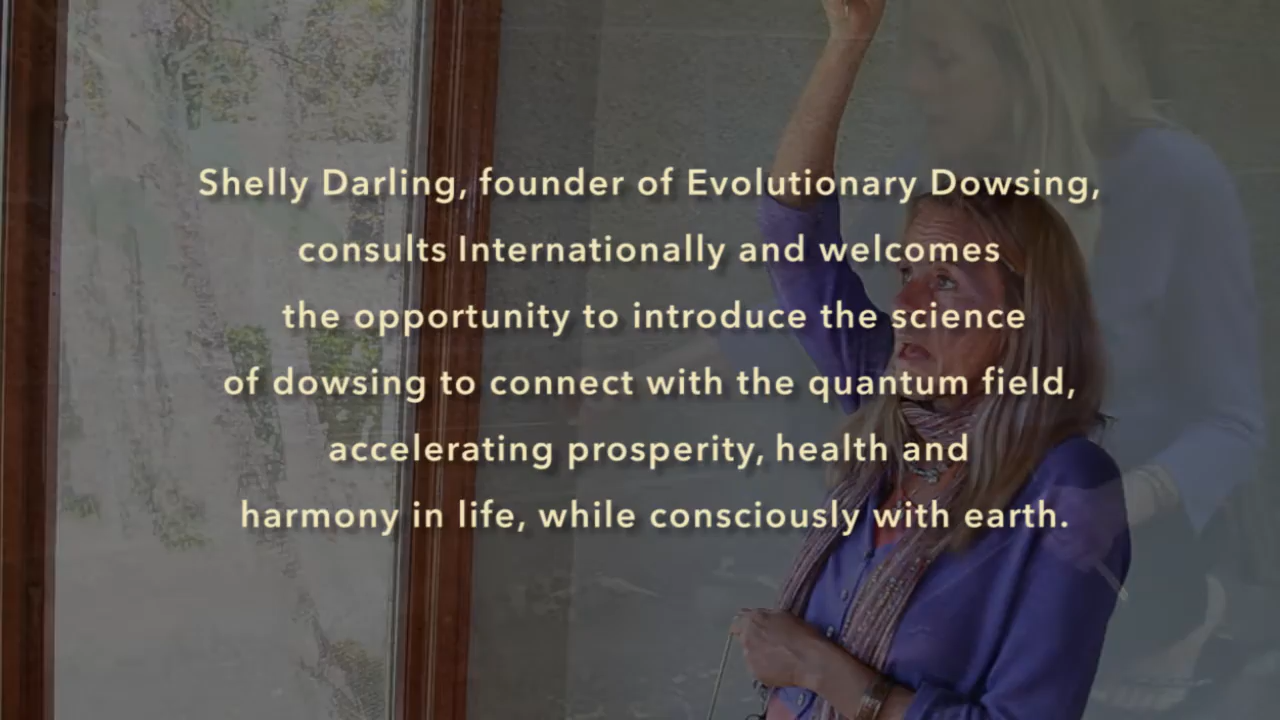 Shelly Darling, founder of Evolutionary Dowsing,
consults Internationally and welcomes
the opportunity to introduce the science
of dowsing to connect with the quantum field,
accelerating prosperity, health and
harmony in life, while consciously with earth.